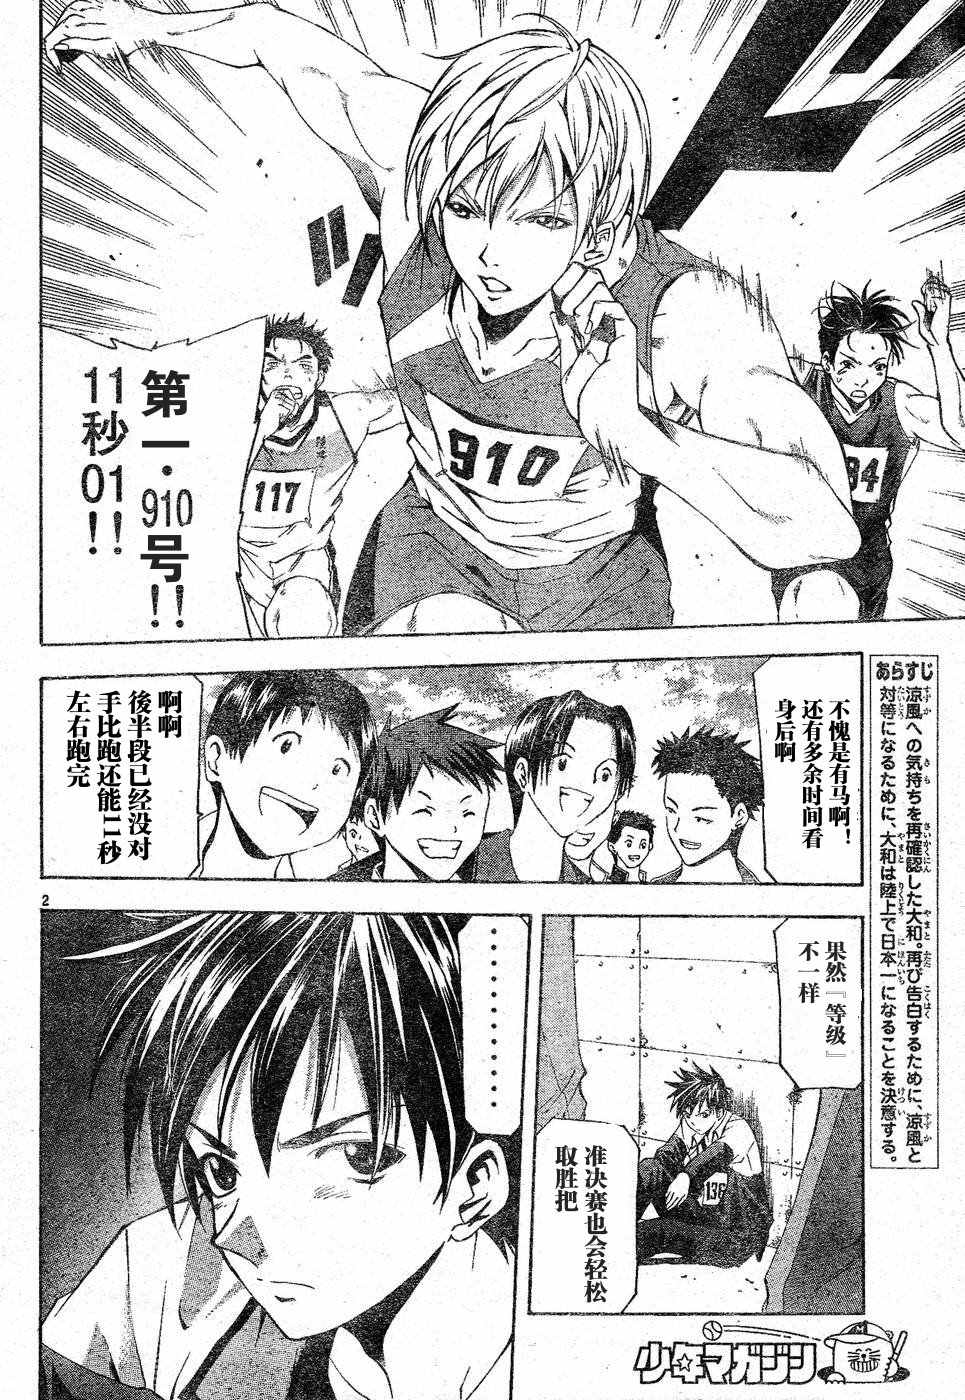 ドドド
第一・910号!!
11秒01!!
117
910
94
不愧是有马啊!
还有多余时间看
身后啊
啊啊
後半段已经没对
手比跑还能11秒
左右跑完
あらすじ
涼風への気持ちを再確認した大和。再び告白するために、涼風と
対等になるために、大和は陸上で日本一になることを決意する。
2
果然『等级』
不一样
136
准决赛也会轻松
取胜把
………………
少年マガジン